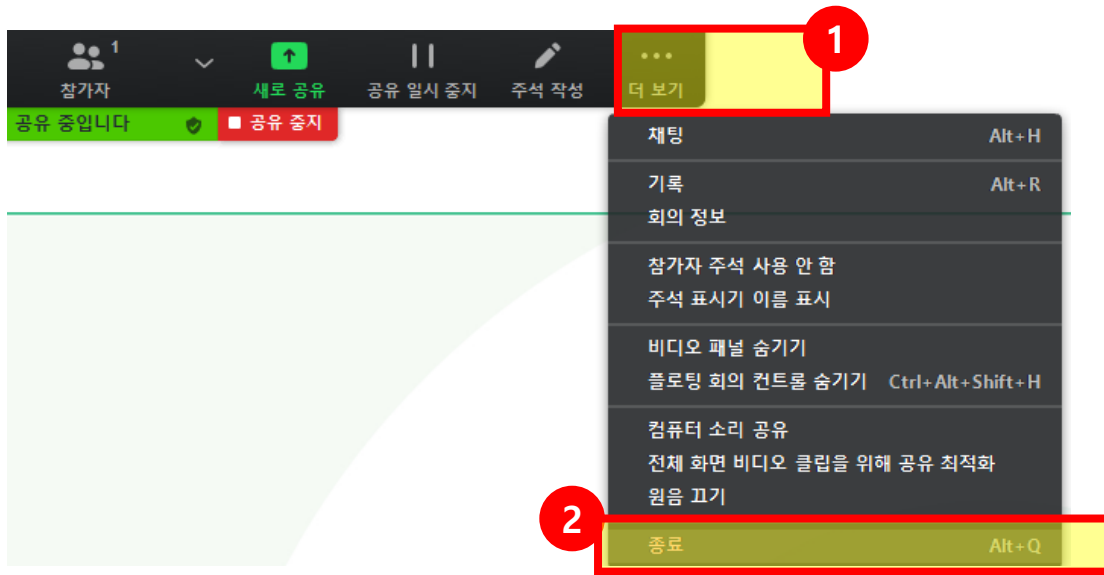 1
1
참가자
새로 공유
공유 일시 중지
주석 작성
더 보기
공유 중입니다
공유 중지
채팅 Alt+H
기록 Alt+R
회의 정보
참가자 주석 사용 안 함
주석 표시기 이름 표시
비디오 패널 숨기기
플로팅 회의 컨트롤 숨기기 Ctrl+Alt+Shift+H
컴퓨터 소리 공유
전체 화면 비디오 클립을 위해 공유 최적화
원음 끄기
2
종료 Alt+Q